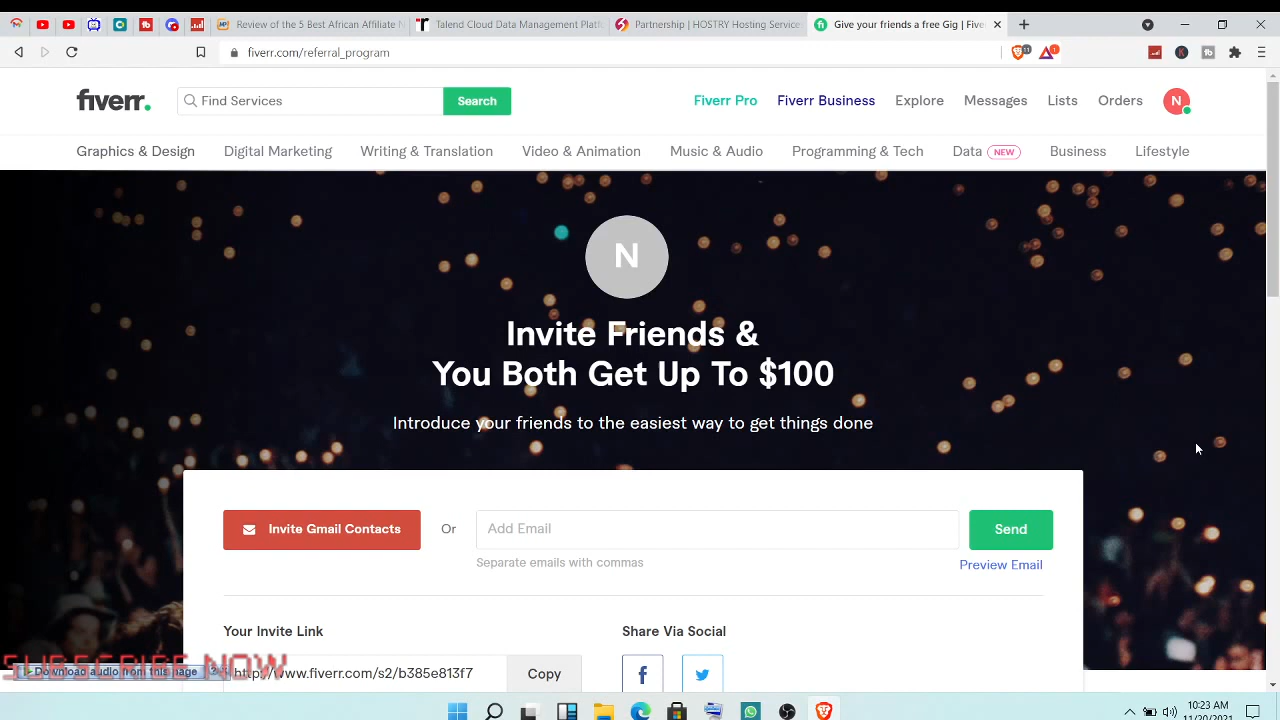 Review of the 5 Best African Affiliate N
Talend Cloud Data Management Platf
Partnership | HOSTRY Hosting Service
Give your friends a free Gig | Five
fiverr.com/referral_program
11
1
fiverr.
Find Services
Search
Fiverr Pro
Fiverr Business
Explore
Messages
Lists
Orders
N
Graphics & Design
Digital Marketing
Writing & Translation
Video & Animation
Music & Audio
Programming & Tech
Data NEW
Business
Lifestyle
N
Invite Friends &
You Both Get Up To $100
Introduce your friends to the easiest way to get things done
Invite Gmail Contacts
Or
Add Email
Send
Separate emails with commas
Preview Email
Your Invite Link
Share Via Social
SUBSCRIBE NOW
Download audio from this page
http://www.fiverr.com/s2/b385e813f7
Copy
10:23 AM